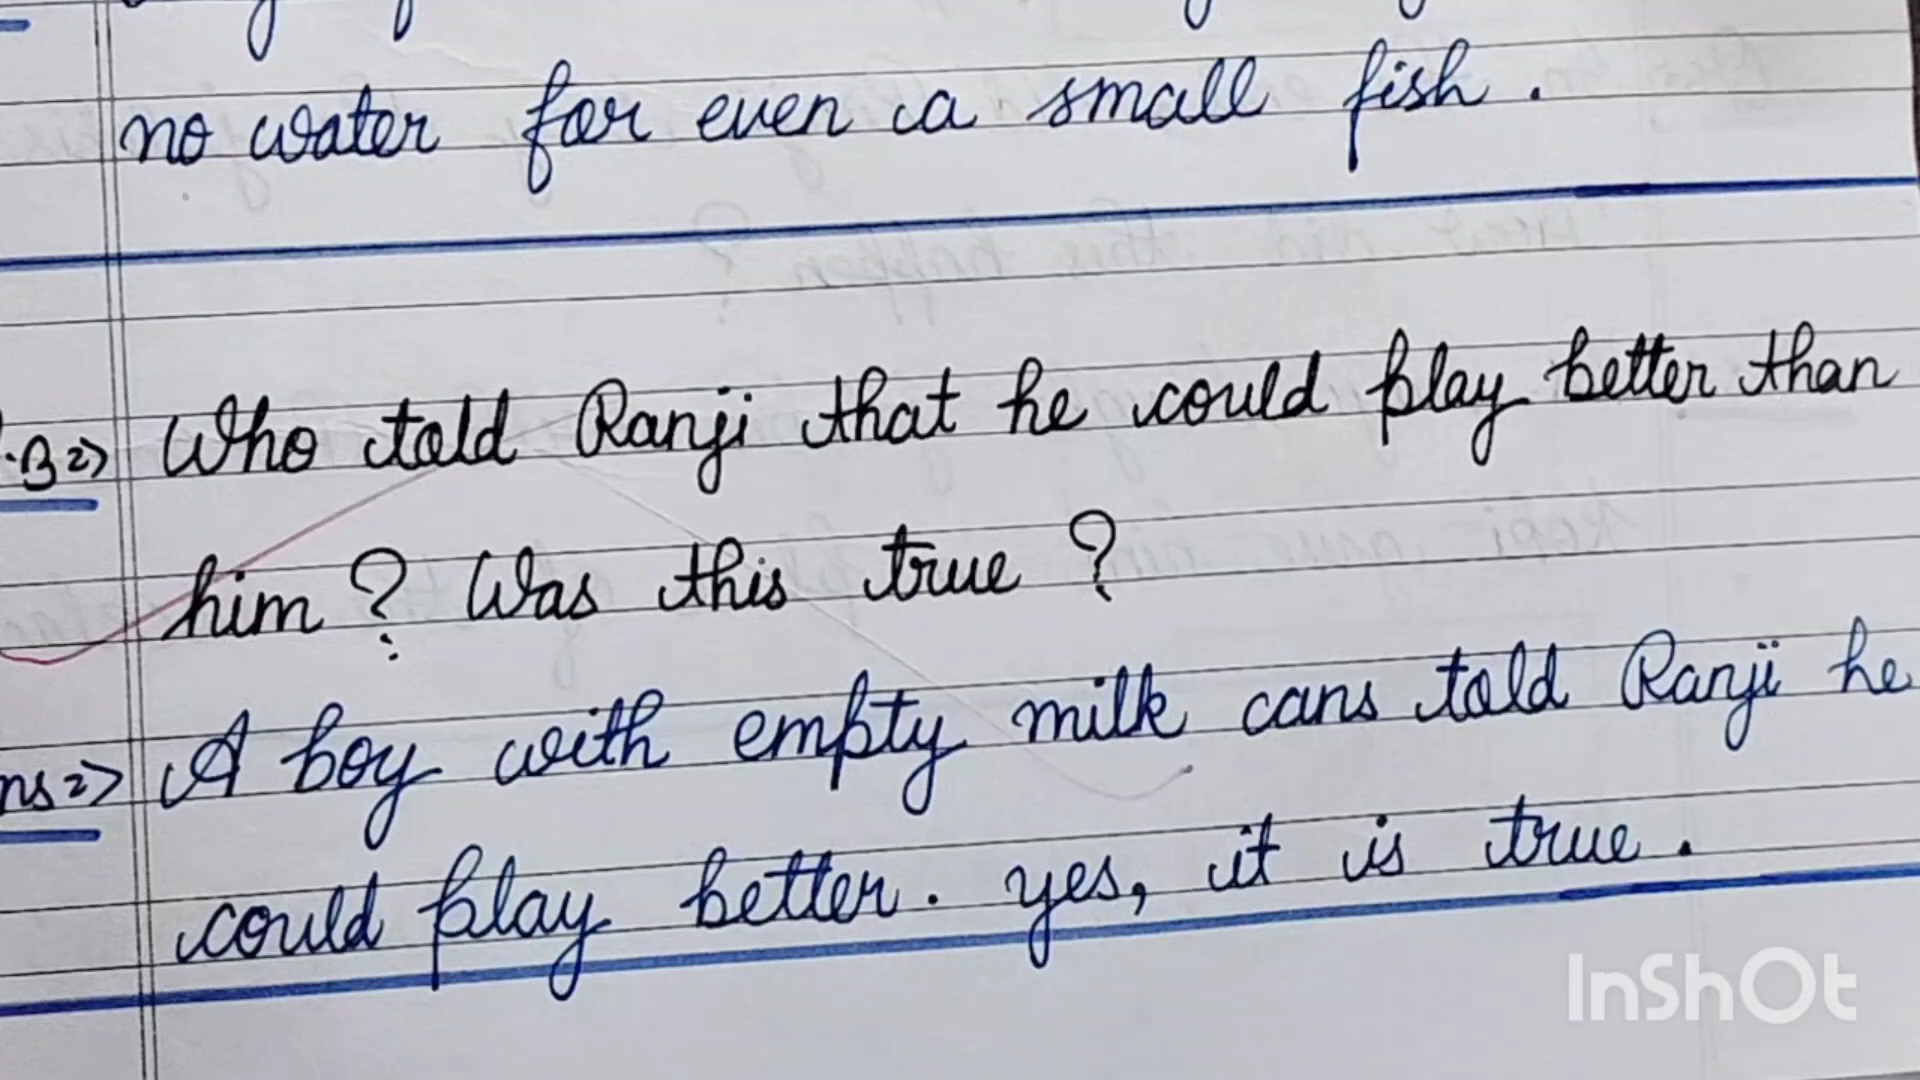 no water for even a small fish.
.3=> Who told Ranji that he could play better than
him? Was this true?
ns=> A boy with empty milk cans told Ranji he
could play better. yes, it is true.
InShOt